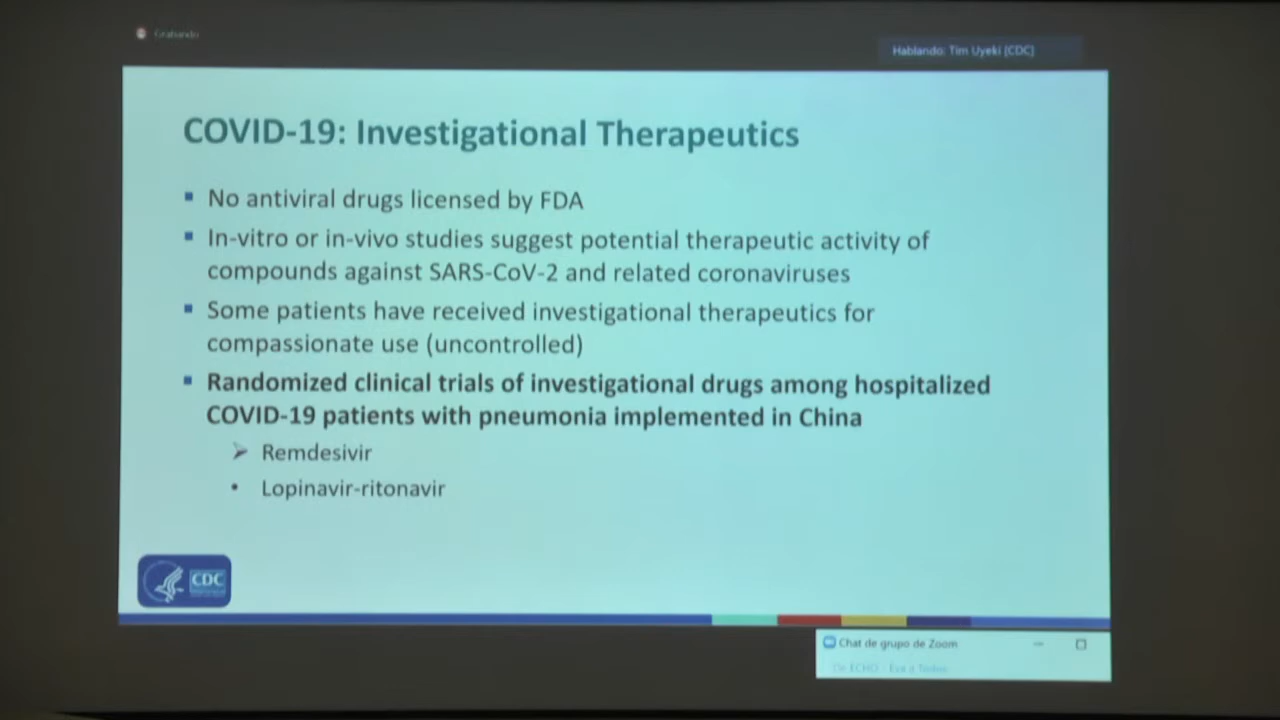 Grabando
Hablando: Tim Uyeki [CDC]
COVID-19: Investigational Therapeutics
No antiviral drugs licensed by FDA
In-vitro or in-vivo studies suggest potential therapeutic activity of
compounds against SARS-CoV-2 and related coronaviruses
Some patients have received investigational therapeutics for
compassionate use (uncontrolled)
Randomized clinical trials of investigational drugs among hospitalized
COVID-19 patients with pneumonia implemented in China
Remdesivir
Lopinavir-ritonavir
CDC
Chat de grupo de Zoom
De ECHO - Eva a Todos